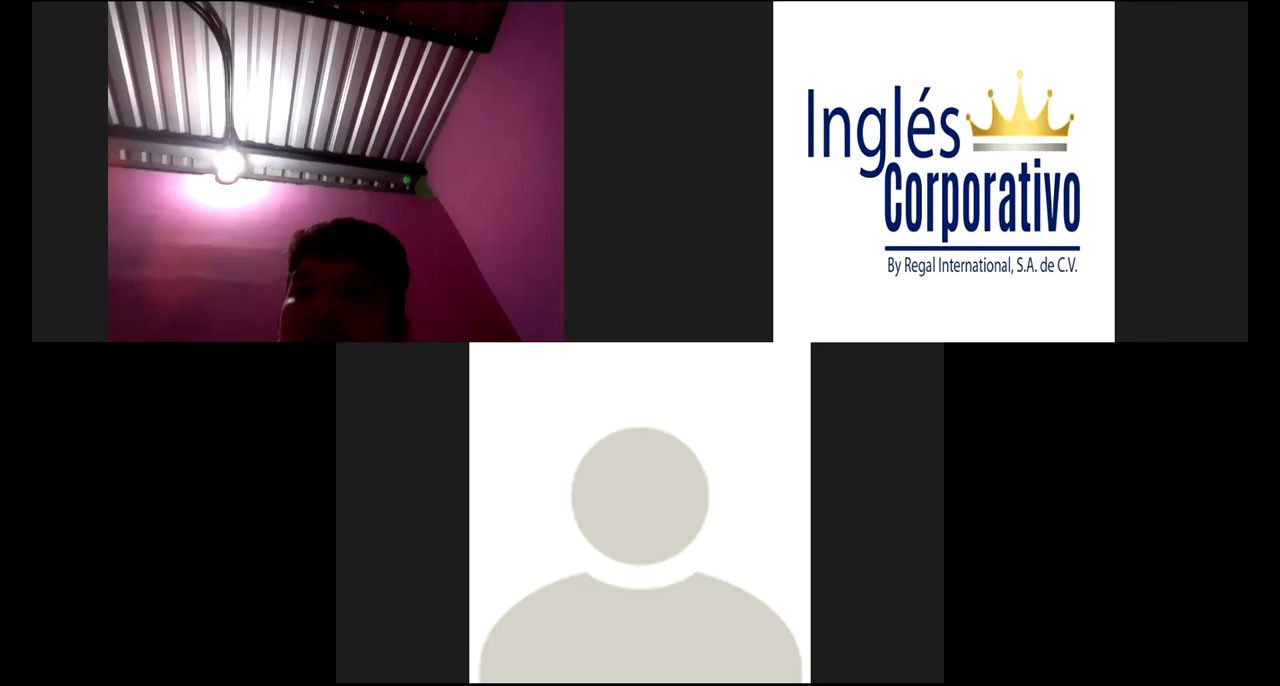 Inglés
Corporativo
By Regal International, S.A. de C.V.